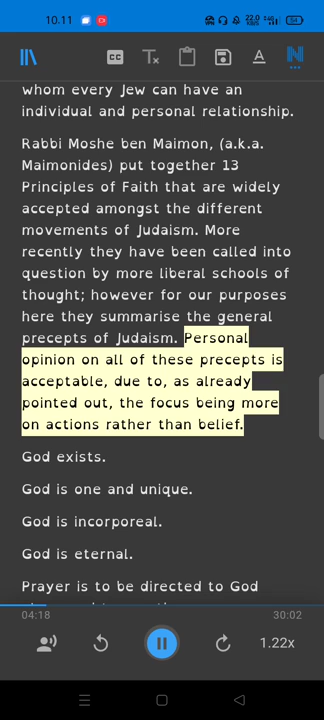 10.11
22.0 KB/S
54
CC
whom every Jew can have an
individual and personal relationship.
Rabbi Moshe ben Maimon, (a.k.a.
Maimonides) put together 13
Principles of Faith that are widely
accepted amongst the different
movements of Judaism. More
recently they have been called into
question by more liberal schools of
thought; however for our purposes
here they summarise the general
precepts of Judaism. Personal
opinion on all of these precepts is
acceptable, due to, as already
pointed out, the focus being more
on actions rather than belief.
God exists.
God is one and unique.
God is incorporeal.
God is eternal.
Prayer is to be directed to God
04:18
30:02
1.22x